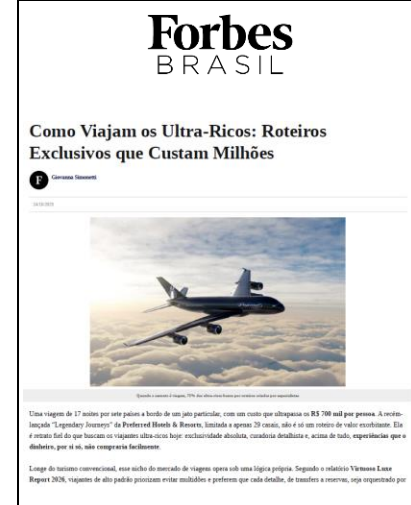 Forbes
BRASIL
Como Viajam os Ultra-Ricos: Roteiros
Exclusivos que Custam Milhões
F
Giovanna Simonetti
Uma viagem de 17 noites por sete países a bordo de um jato particular, com um custo que ultrapassa os R$ 700 mil por pessoa. A recém-
lançada "Legendary Journeys" da Preferred Hotels & Resorts, limitada a apenas 29 casais, não é só um roteiro de valor exorbitante. Ela
é retrato fiel do que buscam os viajantes ultra-ricos hoje: exclusividade absoluta, curadoria detalhista e, acima de tudo, experiências que o
dinheiro, por si só, não compraria facilmente.
Longe do turismo convencional, esse nicho do mercado de viagens opera sob uma lógica própria. Segundo o relatório Virtuoso Luxe
Report 2026, viajantes de alto padrão priorizam evitar multidões e preferem que cada detalhe, de transfers a reservas, seja orquestrado por